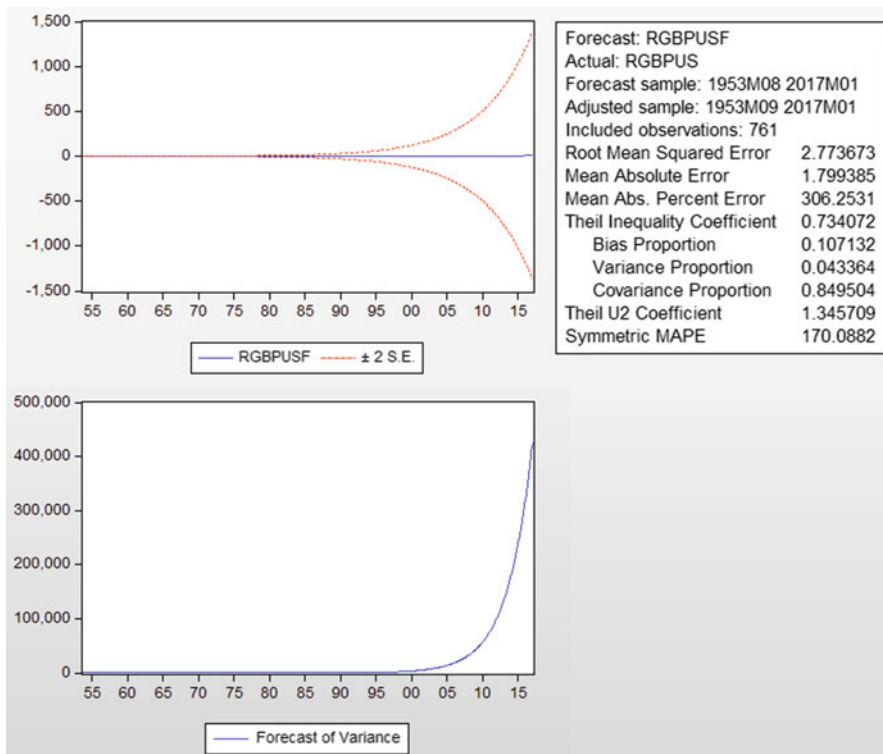 1,500
1,000
500
0
-500
-1,000
-1,500
55 60 65 70 75 80 85 90 95 00 05 10 15
RGBPUSF ± 2 S.E.
Forecast: RGBPUSF
Actual: RGBPUS
Forecast sample: 1953M08 2017M01
Adjusted sample: 1953M09 2017M01
Included observations: 761
Root Mean Squared Error 2.773673
Mean Absolute Error 1.799385
Mean Abs. Percent Error 306.2531
Theil Inequality Coefficient 0.734072
Bias Proportion 0.107132
Variance Proportion 0.043364
Covariance Proportion 0.849504
Theil U2 Coefficient 1.345709
Symmetric MAPE 170.0882
500,000
400,000
300,000
200,000
100,000
0
55 60 65 70 75 80 85 90 95 00 05 10 15
Forecast of Variance